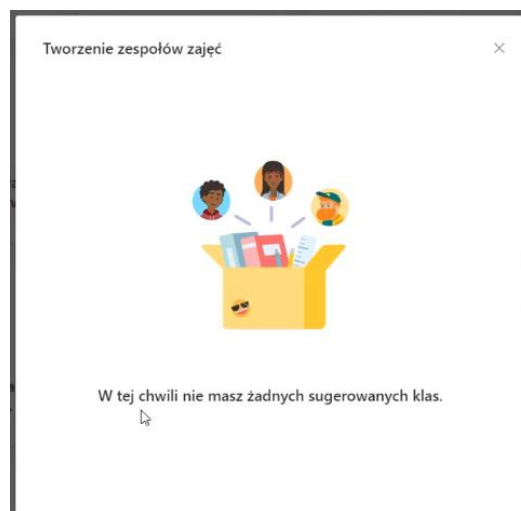 Tworzenie zespołów zajęć
W tej chwili nie masz żadnych sugerowanych klas.